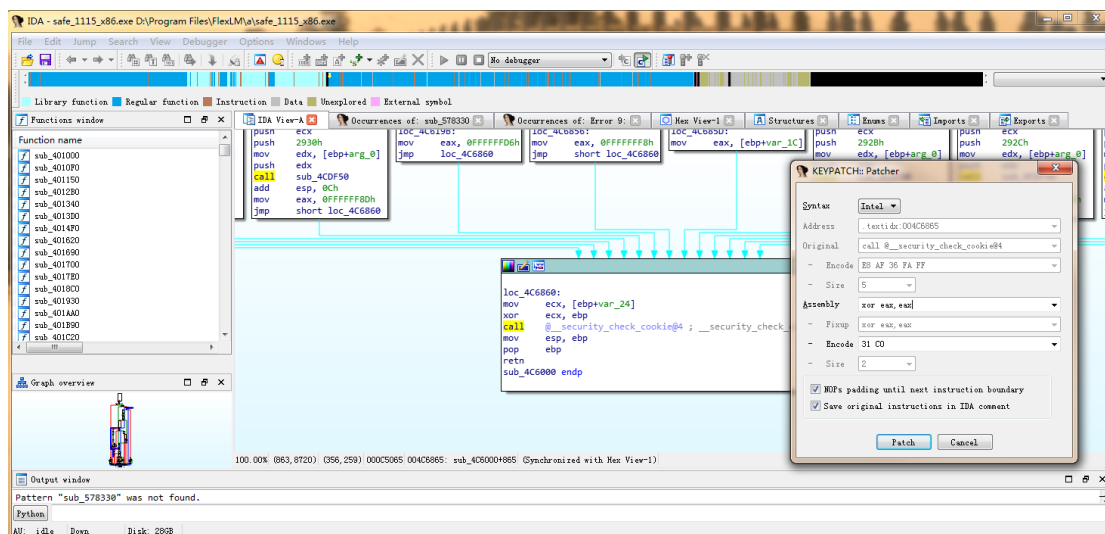 IDA - safe_1115_x86.exe D:\Program Files\FlexLM\a\safe_1115_x86.exe
File Edit Jump Search View Debugger Options Windows Help
No debugger
Library function Regular function Instruction Data Unexplored External symbol
Functions window
IDA View-A Occurrences of: sub_578330 Occurrences of: Error 9: Hex View-1 Structures Enums Imports Exports
Function name
sub_401000
sub_4010F0
sub_401150
sub_4012B0
sub_401340
sub_4013D0
sub_4014F0
sub_401620
sub_401690
sub_401700
sub_4017E0
sub_4018C0
sub_401930
sub_401AA0
sub_401B90
sub_401C20
push ecx
push 2930h
mov edx, [ebp+arg_0]
push edx
call sub_4CDF50
add esp, 0Ch
mov eax, 0FFFFFF8Dh
jmp short loc_4C6860
loc_4C6198:
mov eax, 0FFFFFFD6h
jmp loc_4C6860
loc_4C6856:
mov eax, 0FFFFFFF8h
jmp short loc_4C6860
loc_4C685D:
mov eax, [ebp+var_1C]
push ecx
push 292Bh
mov edx, [ebp+arg_0]
push ecx
push 292Ch
mov edx, [ebp+arg_0]
loc_4C6860:
mov ecx, [ebp+var_24]
xor ecx, ebp
call @__security_check_cookie@4 ; __security_check_
mov esp, ebp
pop ebp
retn
sub_4C6000 endp
KEYPATCH:: Patcher
Syntax Intel
Address .textidx:004C6865
Original call @__security_check_cookie@4
- Encode E8 AF 36 FA FF
- Size 5
Assembly xor eax,eax
- Fixup xor eax,eax
- Encode 31 C0
- Size 2
NOPs padding until next instruction boundary
Save original instructions in IDA comment
Patch Cancel
Graph overview
100.00% (863,8720) (356,259) 000C5065 004C6865: sub_4C6000+865 (Synchronized with Hex View-1)
Output window
Pattern "sub_578330" was not found.
Python
AU: idle Down Disk: 28GB